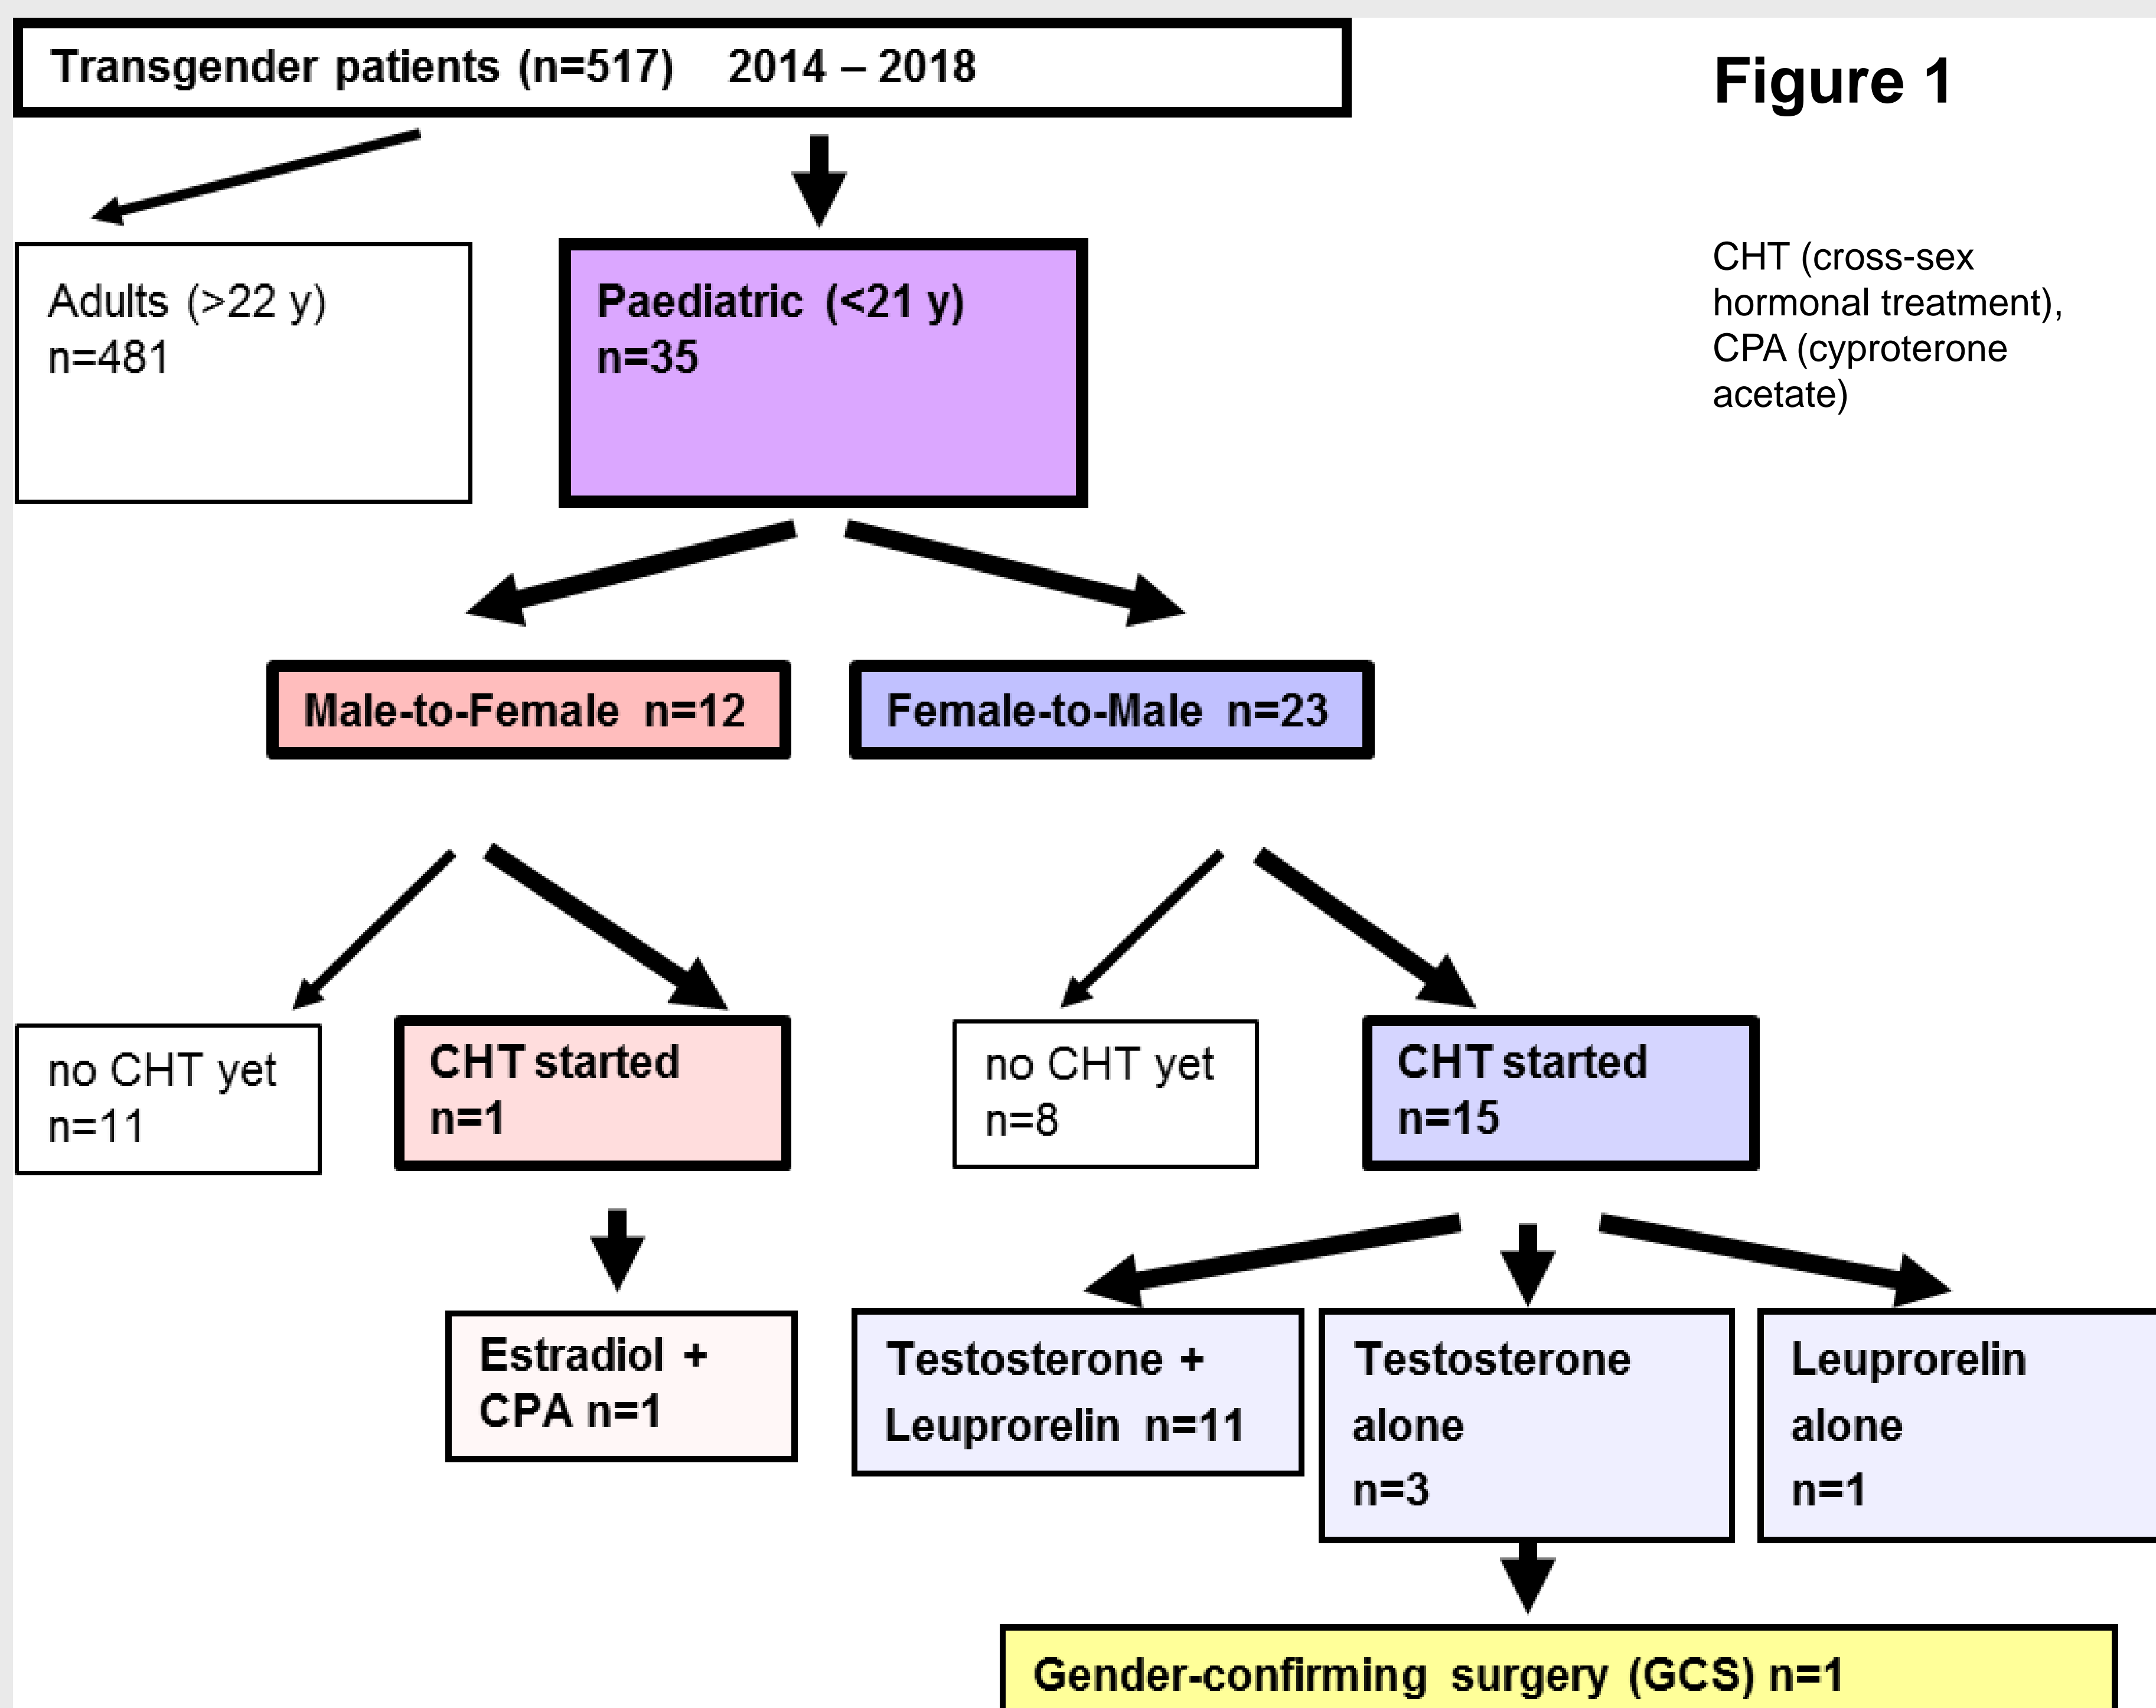 Transgender patients (n=517) 2014 – 2018
Figure 1
CHT (cross-sex
hormonal treatment),
CPA (cyproterone
acetate)
Adults (>22 y)
n=481
Paediatric (<21 y)
n=35
Male-to-Female n=12
Female-to-Male n=23
no CHT yet
n=11
CHT started
n=1
no CHT yet
n=8
CHT started
n=15
Estradiol +
CPA n=1
Testosterone +
Leuprorelin n=11
Testosterone
alone
n=3
Leuprorelin
alone
n=1
Gender-confirming surgery (GCS) n=1